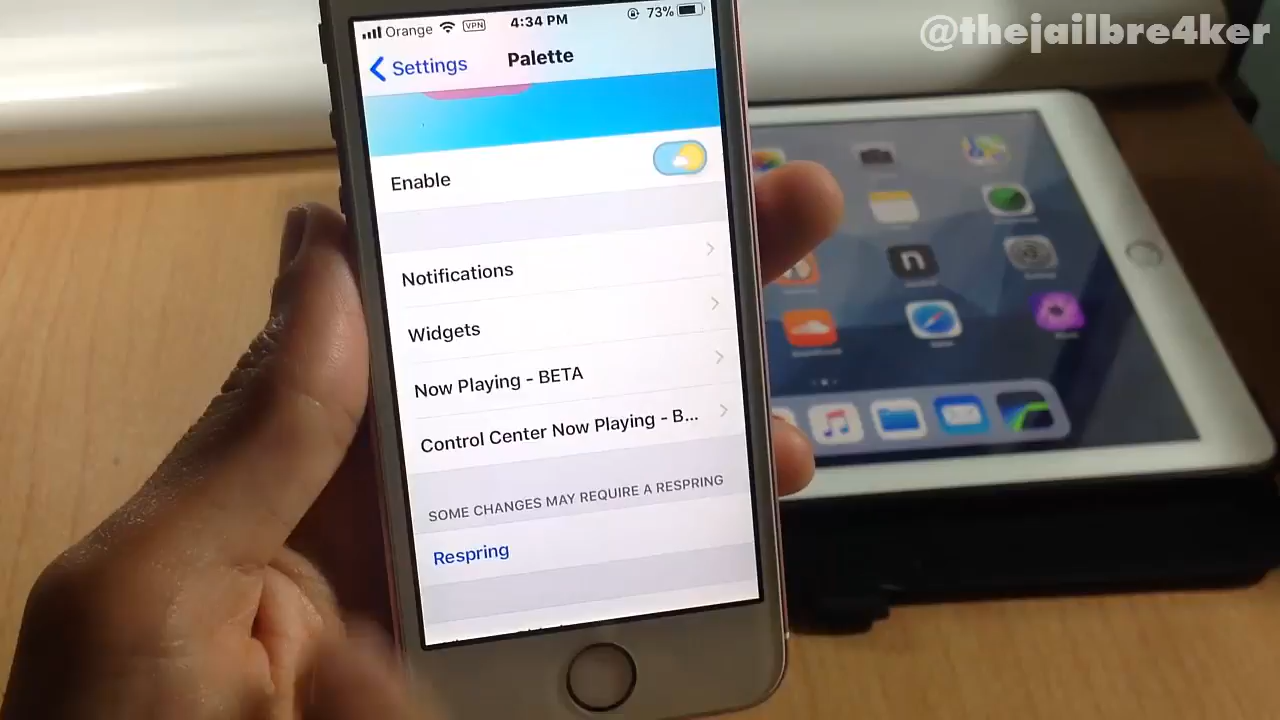 @thejailbre4ker
Orange VPN 4:34 PM 73%
Settings Palette
Enable
Notifications
Widgets
Now Playing - BETA
Control Center Now Playing - B...
SOME CHANGES MAY REQUIRE A RESPRING
Respring
n